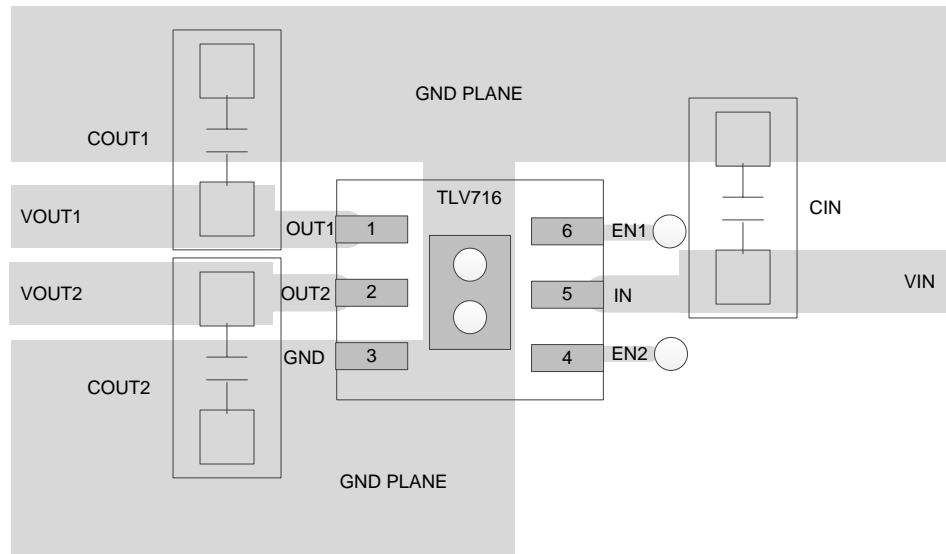 GND PLANE
COUT1
TLV716
VOUT1
OUT1
1
6
EN1
CIN
VOUT2
OUT2
2
5
IN
VIN
GND
3
4
EN2
COUT2
GND PLANE